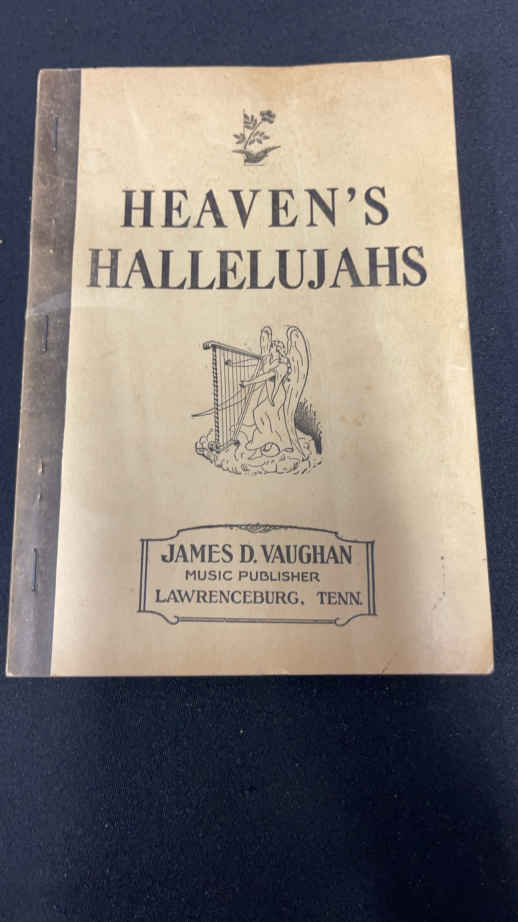 HEAVEN'S
HALLELUJAHS
JAMES D. VAUGHAN
MUSIC PUBLISHER
LAWRENCEBURG, TENN.